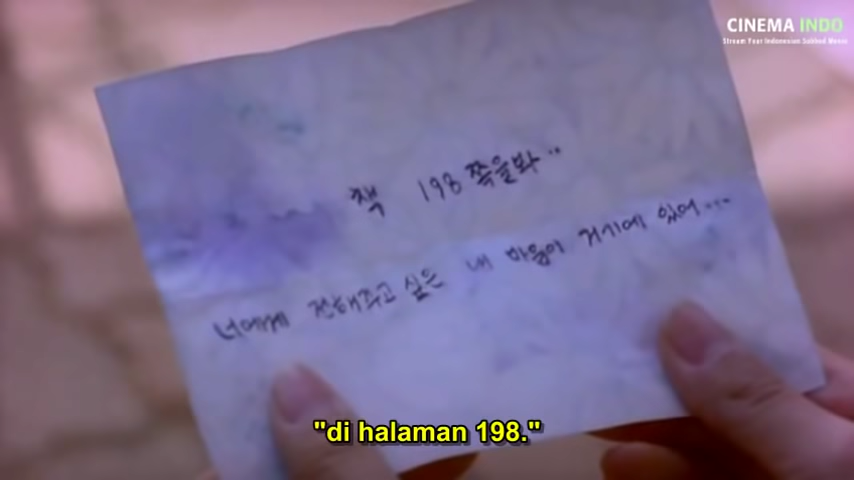 CINEMA INDO
Stream Your Indonesian Subbed Movie
책 198 쪽을봐..
너에게 전해주고 싶은 내 마음이 거기에 있어...
"di halaman 198."